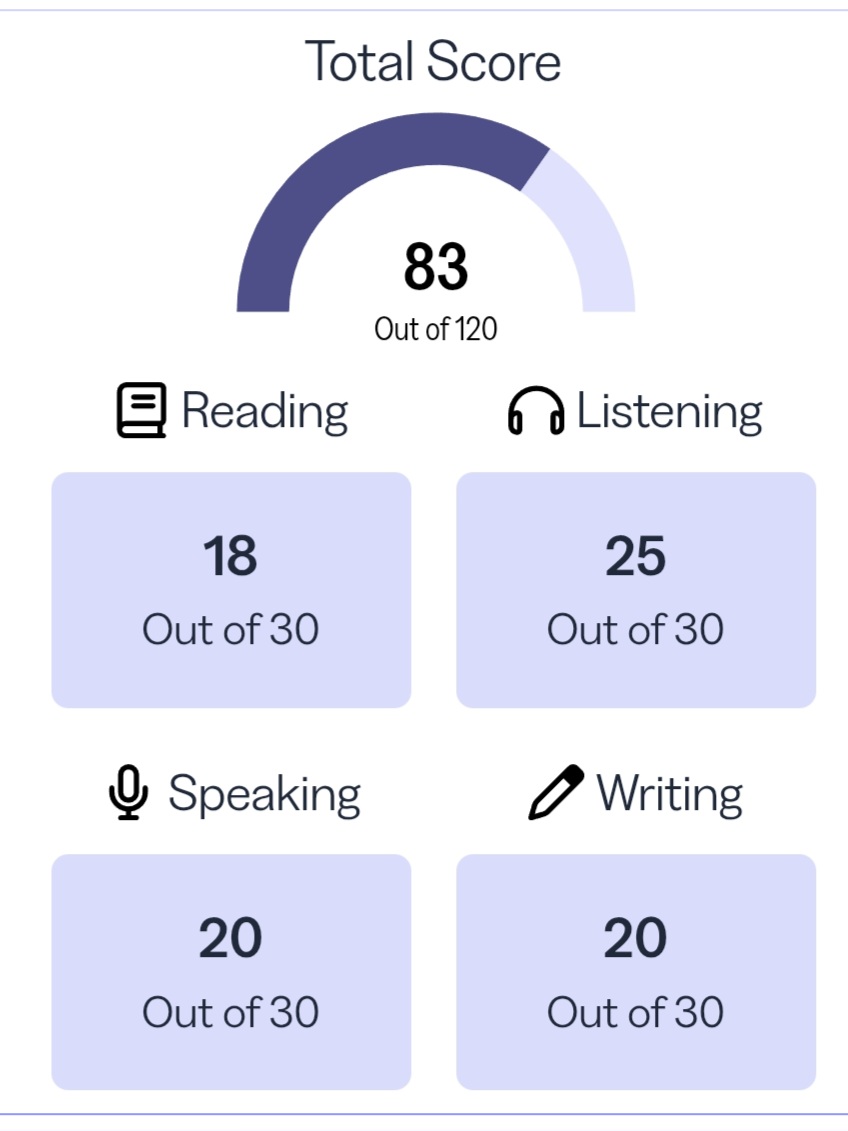 Total Score
83
Out of 120
Reading
Listening
18
Out of 30
25
Out of 30
Speaking
Writing
20
Out of 30
20
Out of 30